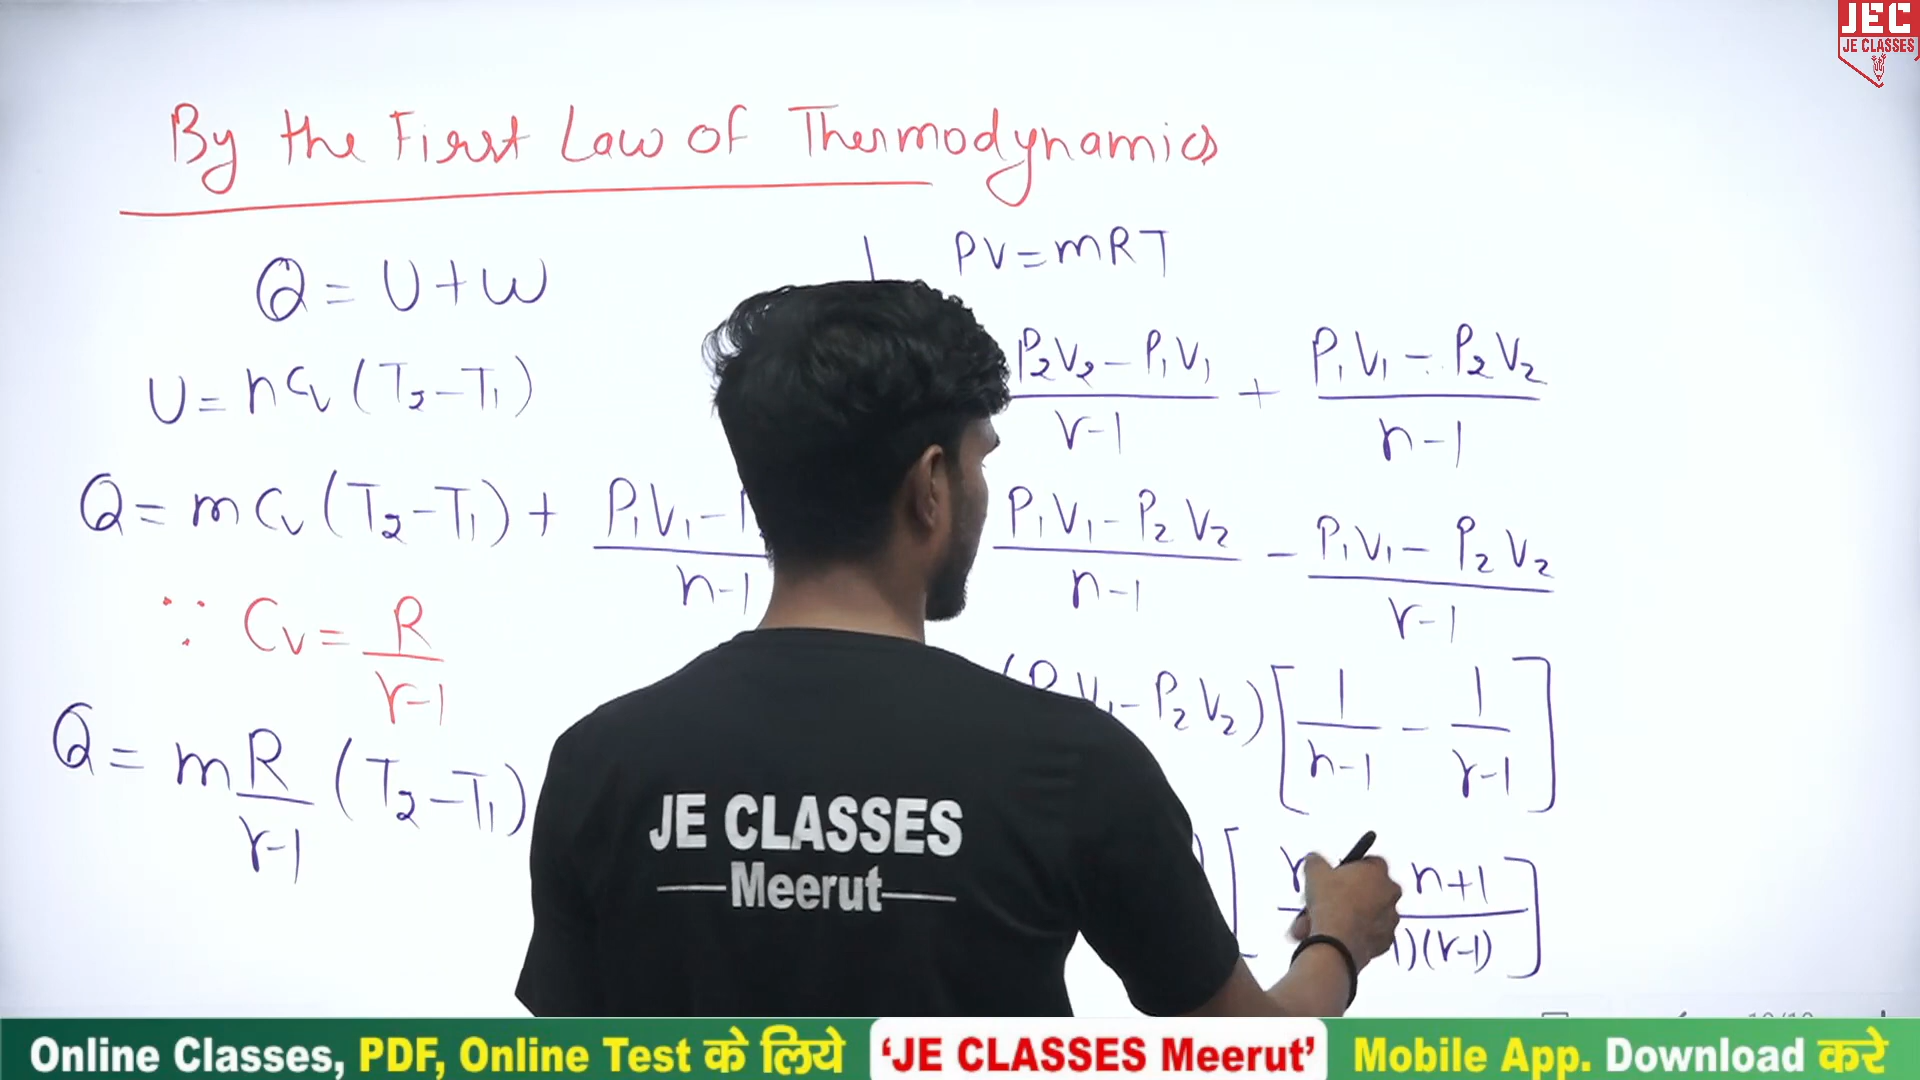 JEC
JE CLASSES
By the First Law of Thermodynamics
Q = U + W
U = nCv (T₂ - T₁)
Q = mCv (T₂ - T₁) + P₁V₁ -
n-1
∵ Cv = R
r-1
Q = mR (T₂ - T₁)
r-1
PV = mRT
P₂V₂ - P₁V₁ + P₁V₁ - P₂V₂
r-1 n-1
P₁V₁ - P₂V₂ - P₁V₁ - P₂V₂
n-1 r-1
(P₁V₁ - P₂V₂) [ 1 - 1 ]
n-1 r-1
) [ n+1 ]
1)(r-1)
JE CLASSES
Meerut
Online Classes, PDF, Online Test के लिये 'JE CLASSES Meerut' Mobile App. Download करे